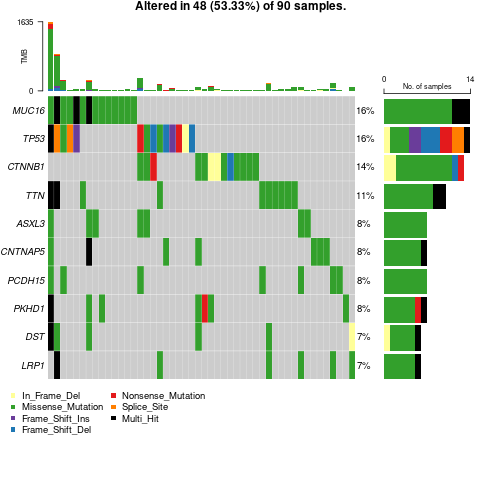 Altered in 48 (53.33%) of 90 samples.
1635
TMB
0
0 14
No. of samples
MUC16 16%
TP53 16%
CTNNB1 14%
TTN 11%
ASXL3 8%
CNTNAP5 8%
PCDH15 8%
PKHD1 8%
DST 7%
LRP1 7%
In_Frame_Del Nonsense_Mutation
Missense_Mutation Splice_Site
Frame_Shift_Ins Multi_Hit
Frame_Shift_Del